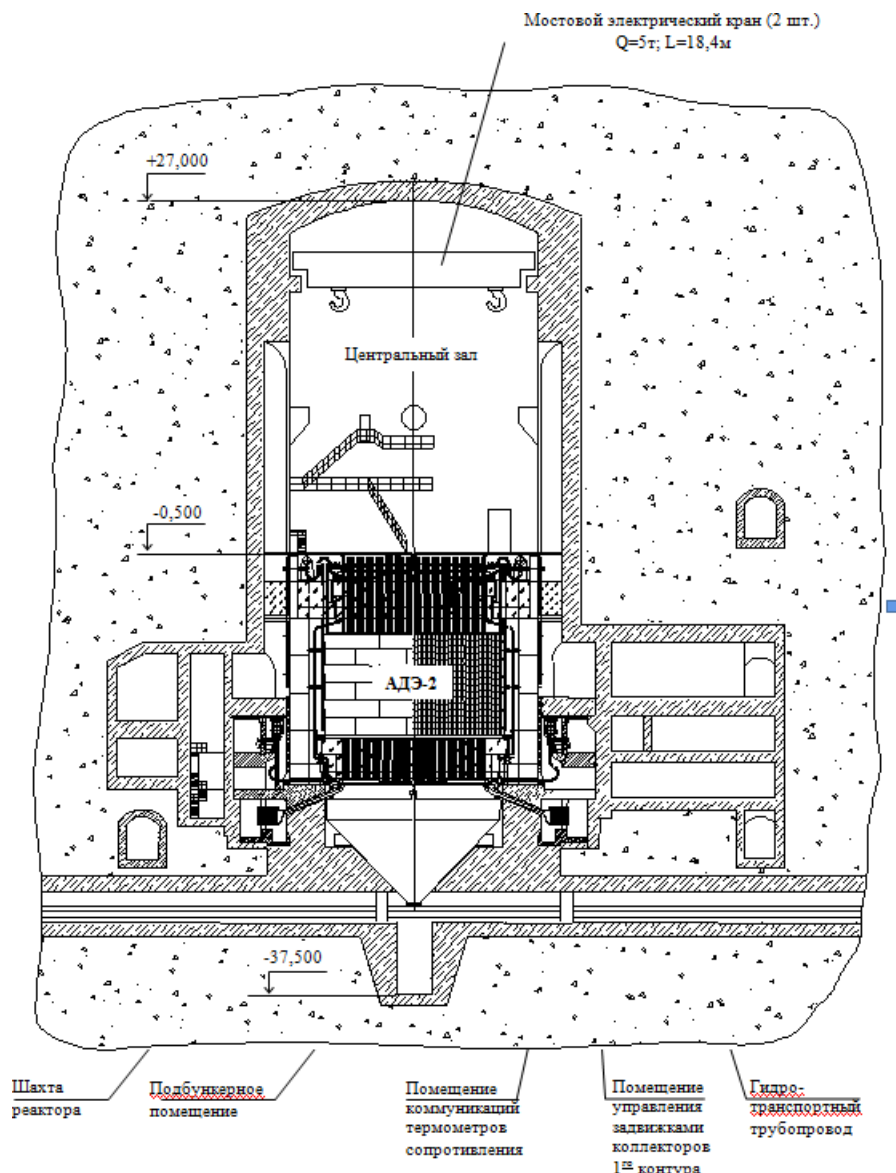 Мостовой электрический кран (2 шт.)
Q=5т; L=18,4м
+27,000
Центральный зал
-0,500
АДЭ-2
-37,500
Шахта
реактора
Подбункерное
помещение
Помещение
коммуникаций
термометров
сопротивления
Помещение
управления
задвижками
коллекторов
1го контура
Гидро-
транспортный
трубопровод